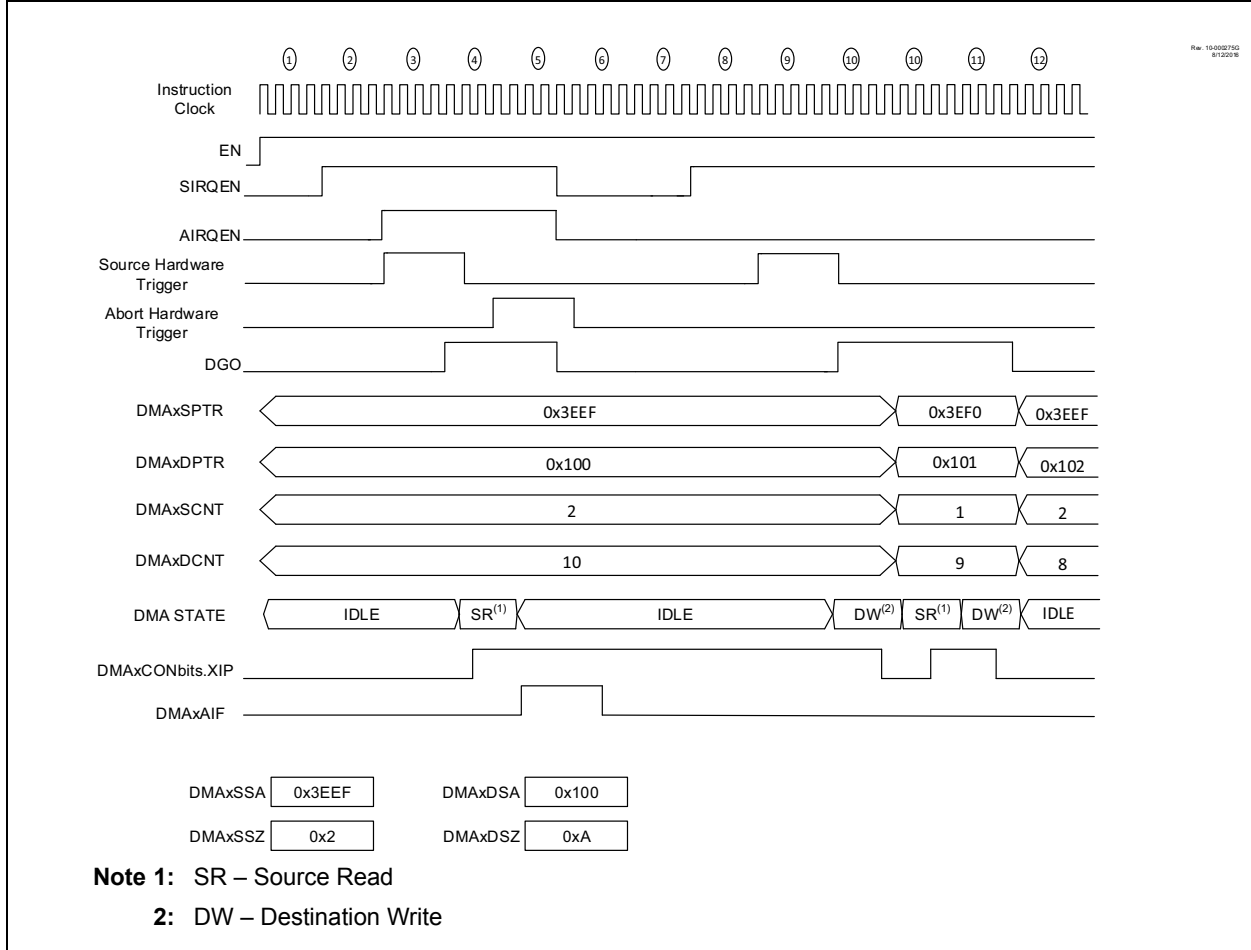 Rev. 10-000275G
8/12/2016
1 2 3 4 5 6 7 8 9 10 10 11 12
Instruction
Clock
EN
SIRQEN
AIRQEN
Source Hardware
Trigger
Abort Hardware
Trigger
DGO
DMAxSPTR 0x3EEF 0x3EF0 0x3EEF
DMAxDPTR 0x100 0x101 0x102
DMAxSCNT 2 1 2
DMAxDCNT 10 9 8
DMA STATE IDLE SR(1) IDLE DW(2) SR(1) DW(2) IDLE
DMAxCONbits.XIP
DMAxAIF
DMAxSSA 0x3EEF DMAxDSA 0x100
DMAxSSZ 0x2 DMAxDSZ 0xA
Note 1: SR – Source Read
2: DW – Destination Write